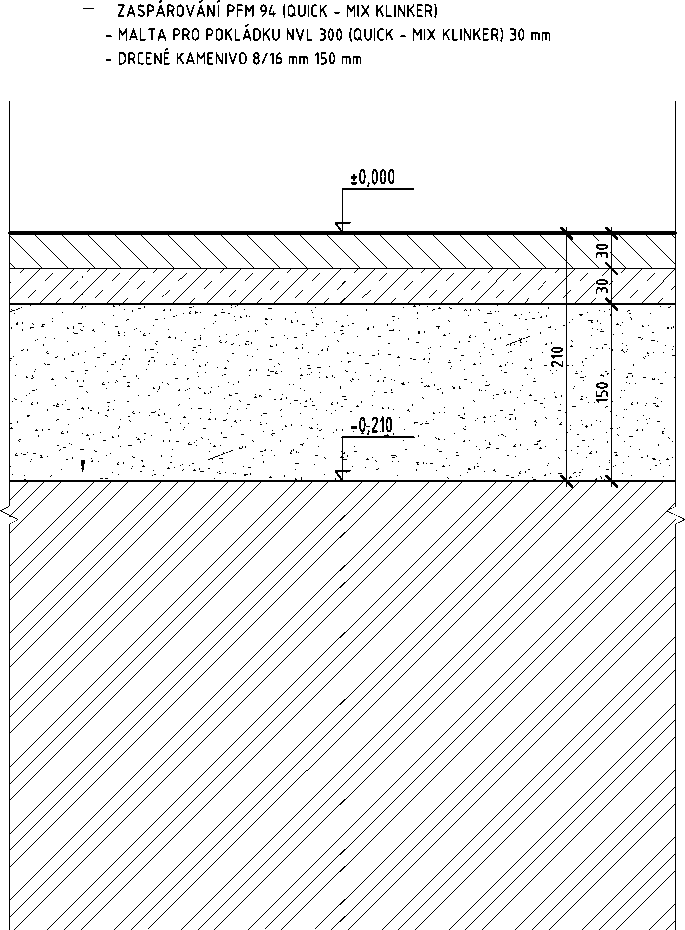 — ZASPÁROVÁNÍ PFM 94 (QUICK - MIX KLINKER)
- MALTA PRO POKLÁDKU NVL 300 (QUICK - MIX KLINKER) 30 mm
- DRCENÉ KAMENIVO 8/16 mm 150 mm
±0,000
30
30
210
150
-0,210